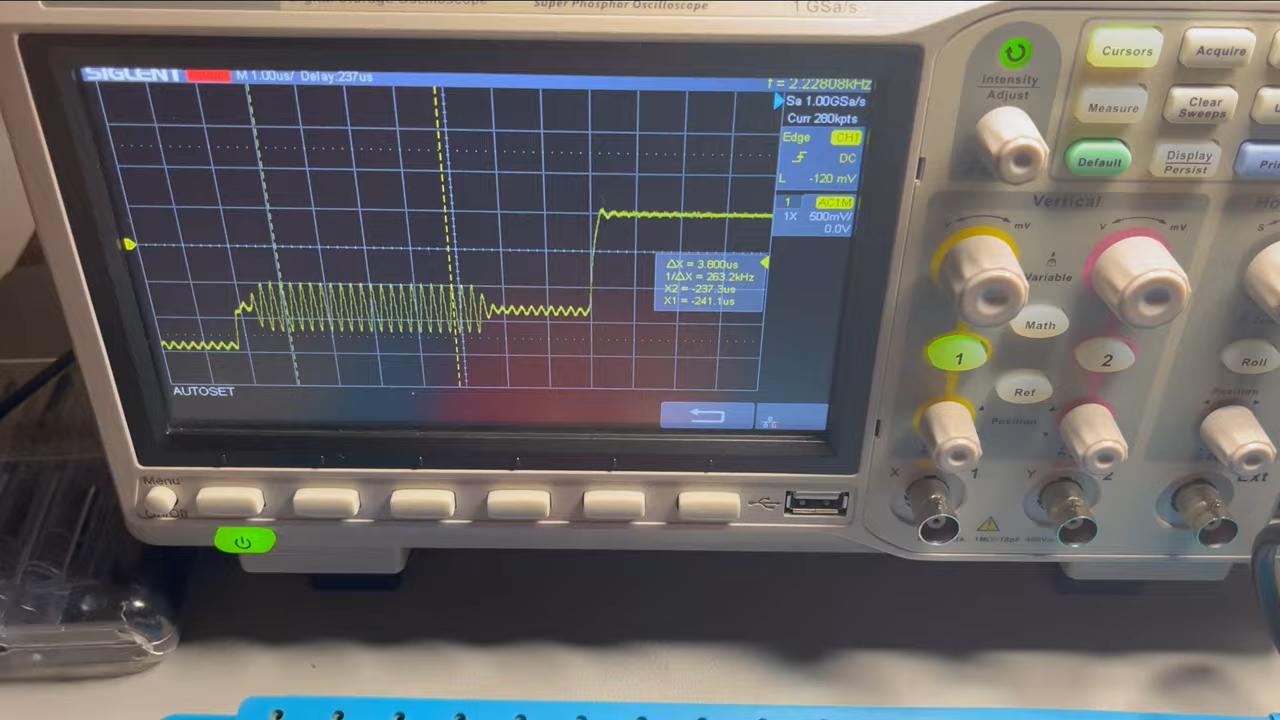 Super Phosphor Oscilloscope
1 GSa/s
SIGLENT
M 1.00us/ Delay:237us
f = 2.22808kHz
Sa 1.00GSa/s
Curr 280kpts
Edge CH1
DC
L -120 mV
1 AC1M
1X 500mV/
0.0V
ΔX = 3.800us
1/ΔX = 263.2kHz
X2 = -237.3us
X1 = -241.1us
AUTOSET
Intensity
Adjust
Cursors
Acquire
Measure
Clear
Sweeps
Default
Display
Persist
Vertical
V mV
V mV
Variable
Math
1
2
Ref
Roll
Position
Position
Menu
On/Off
X 1
Y 2
Ext